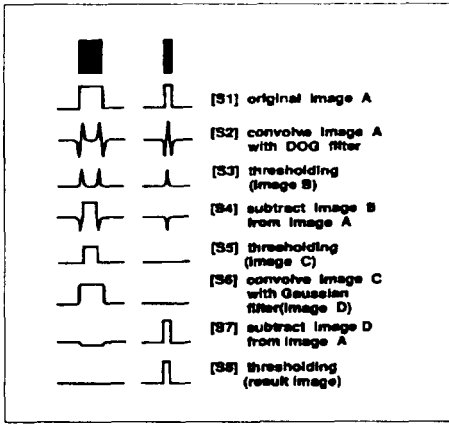 [S1] original image A
[S2] convolve image A
with DOG filter
[S3] thresholding
(image B)
[S4] subtract image B
from image A
[S5] thresholding
(image C)
[S6] convolve image C
with Gaussian
filter(image D)
[S7] subtract image D
from image A
[S8] thresholding
(result image)